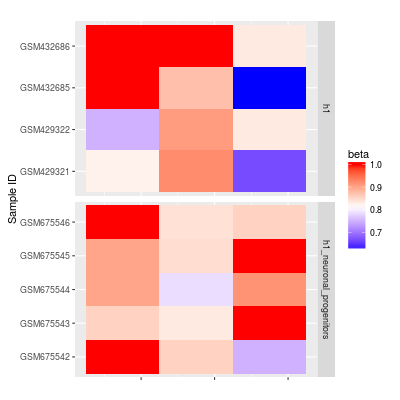 GSM432686
GSM432685
GSM429322
GSM429321
h1
GSM675546
GSM675545
GSM675544
GSM675543
GSM675542
h1_neuronal_progenitors
Sample ID
beta
1.0
0.9
0.8
0.7